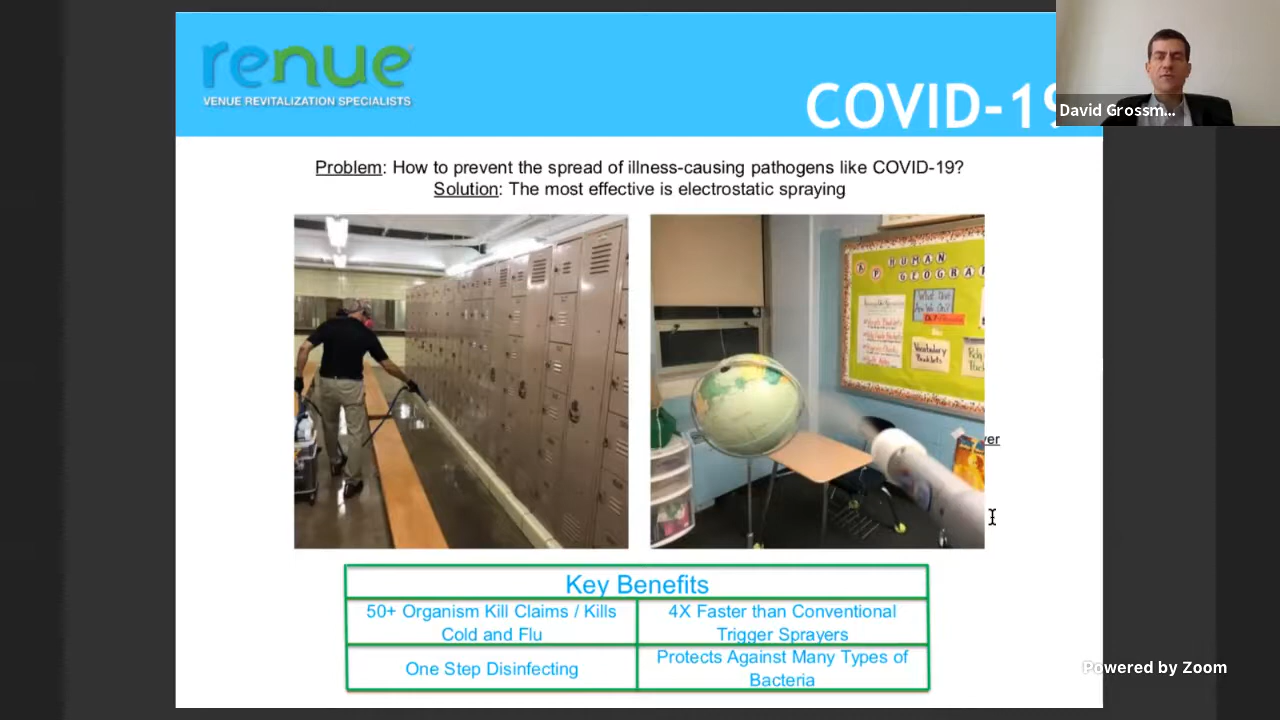 renue
VENUE REVITALIZATION SPECIALISTS
COVID-19
David Grossm...
Problem: How to prevent the spread of illness-causing pathogens like COVID-19?
Solution: The most effective is electrostatic spraying
HUMAN
GEOGRA
What Are
Vocabulary
Booklets
ver
Key Benefits
50+ Organism Kill Claims / Kills
Cold and Flu
4X Faster than Conventional
Trigger Sprayers
One Step Disinfecting
Protects Against Many Types of
Bacteria
Powered by Zoom